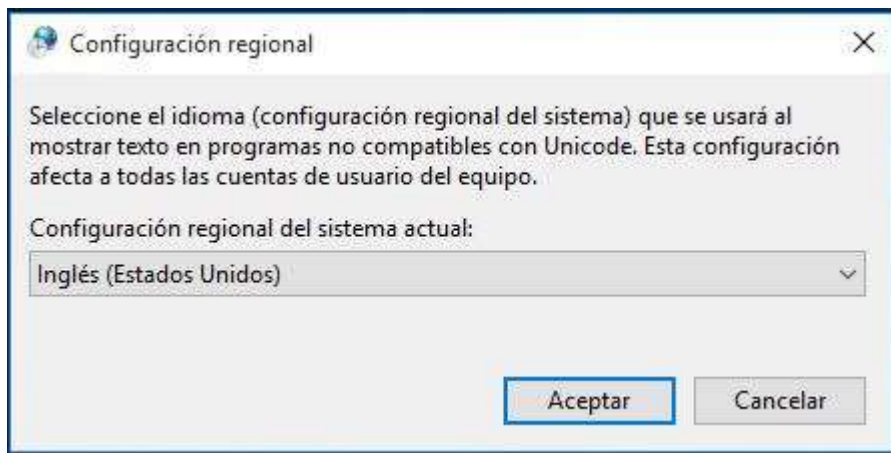 Configuración regional
Seleccione el idioma (configuración regional del sistema) que se usará al
mostrar texto en programas no compatibles con Unicode. Esta configuración
afecta a todas las cuentas de usuario del equipo.
Configuración regional del sistema actual:
Inglés (Estados Unidos)
Aceptar
Cancelar